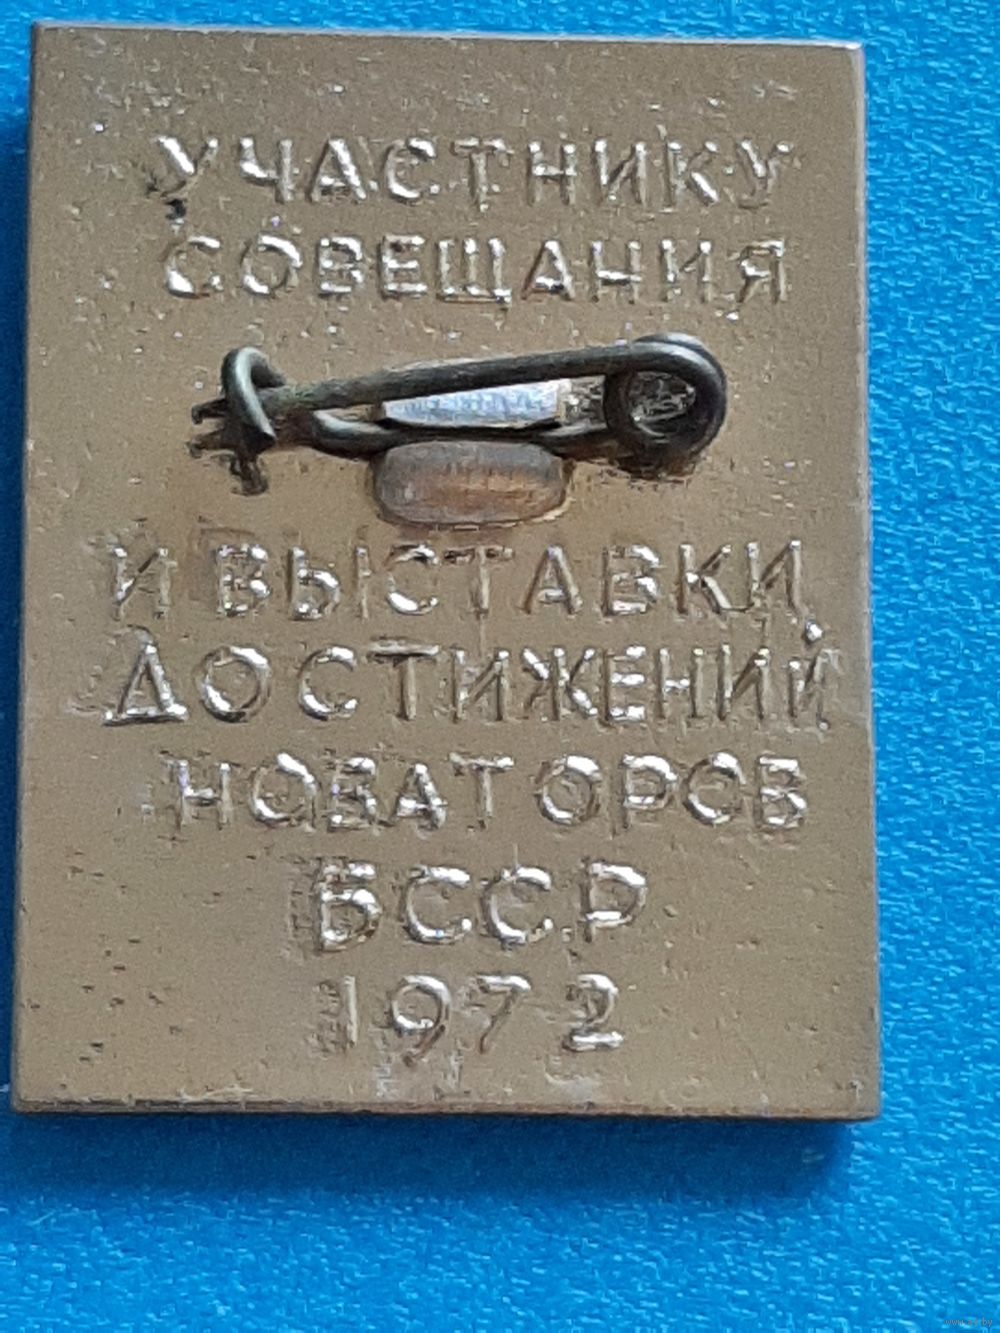 УЧАСТНИКУ
СОВЕЩАНИЯ
И ВЫСТАВКИ
ДОСТИЖЕНИЙ
НОВАТОРОВ
БССР
1972